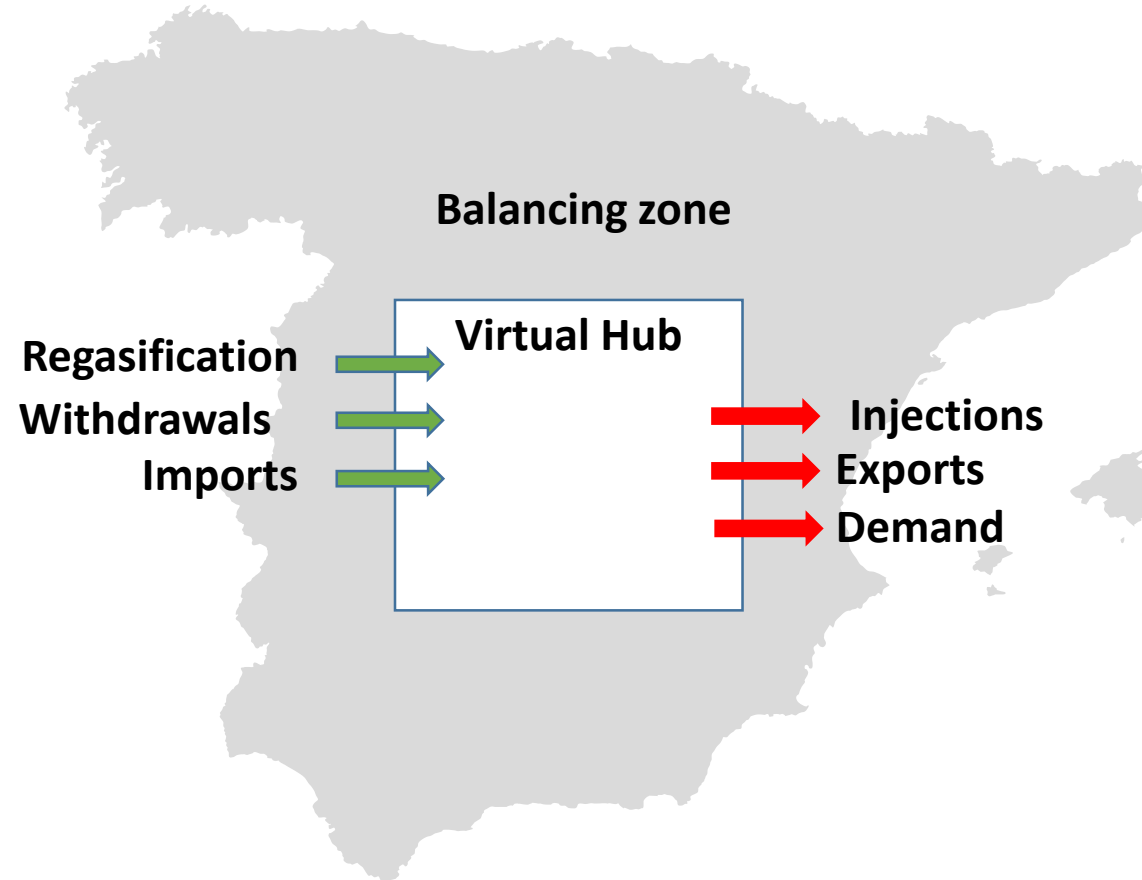 Balancing zone
Virtual Hub
Regasification
Withdrawals
Imports
Injections
Exports
Demand